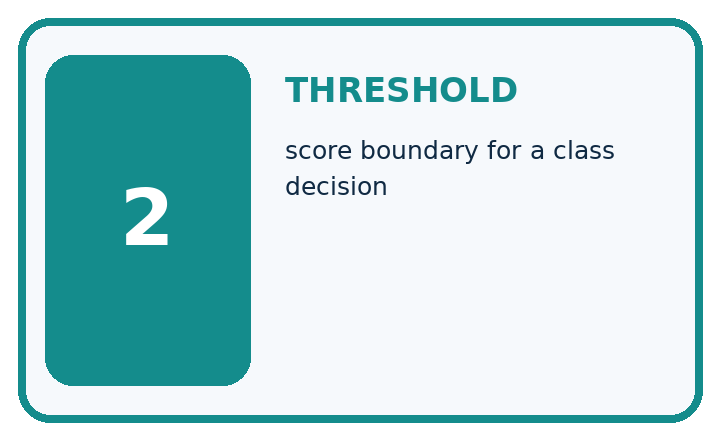 2
THRESHOLD
score boundary for a class
decision